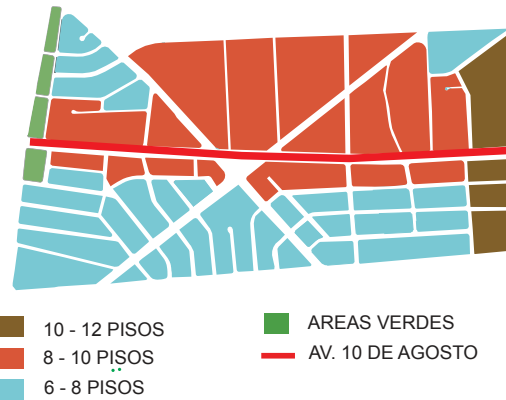 10 - 12 PISOS
8 - 10 PISOS
6 - 8 PISOS
AREAS VERDES
AV. 10 DE AGOSTO